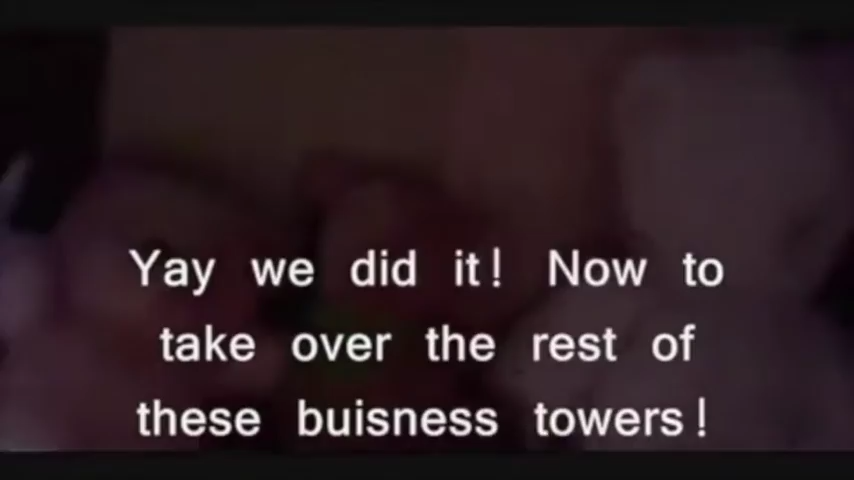 Yay we did it! Now to
take over the rest of
these buisness towers!